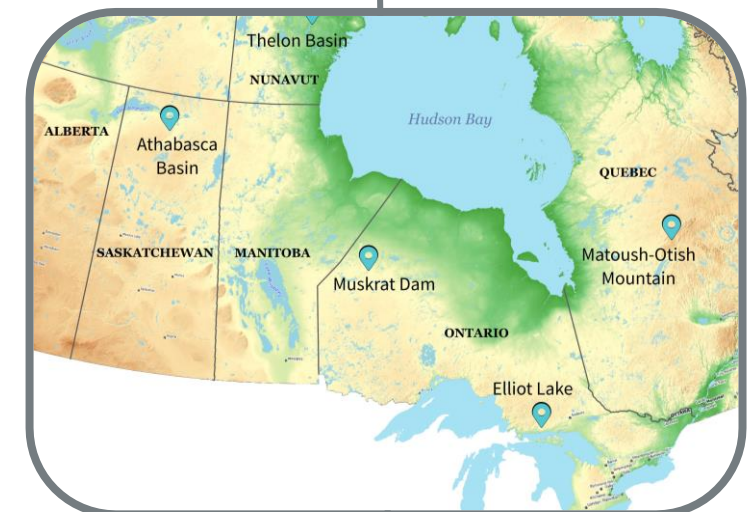 Thelon Basin
NUNAVUT
Hudson Bay
ALBERTA
Athabasca
Basin
QUEBEC
SASKATCHEWAN
MANITOBA
Matoush-Otish
Mountain
Muskrat Dam
ONTARIO
Elliot Lake